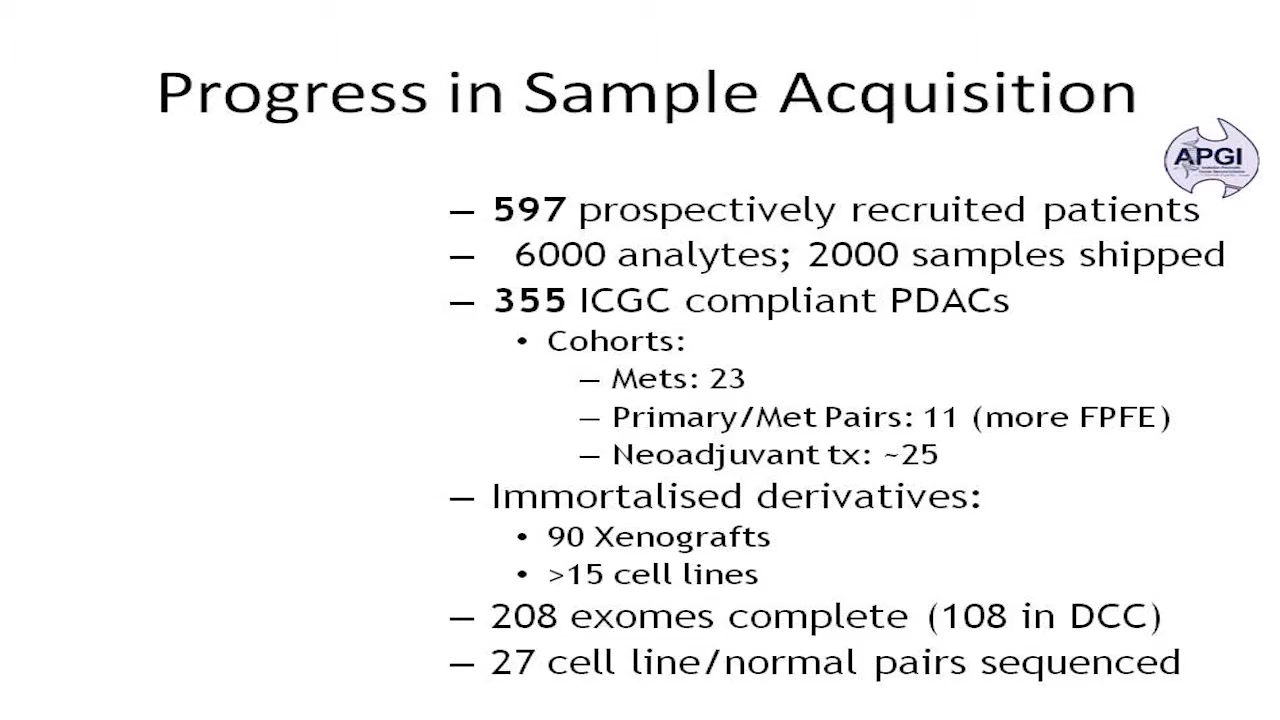 Progress in Sample Acquisition
APGI
– 597 prospectively recruited patients
– 6000 analytes; 2000 samples shipped
– 355 ICGC compliant PDACs
• Cohorts:
– Mets: 23
– Primary/Met Pairs: 11 (more FPFE)
– Neoadjuvant tx: ~25
– Immortalised derivatives:
• 90 Xenografts
• >15 cell lines
– 208 exomes complete (108 in DCC)
– 27 cell line/normal pairs sequenced